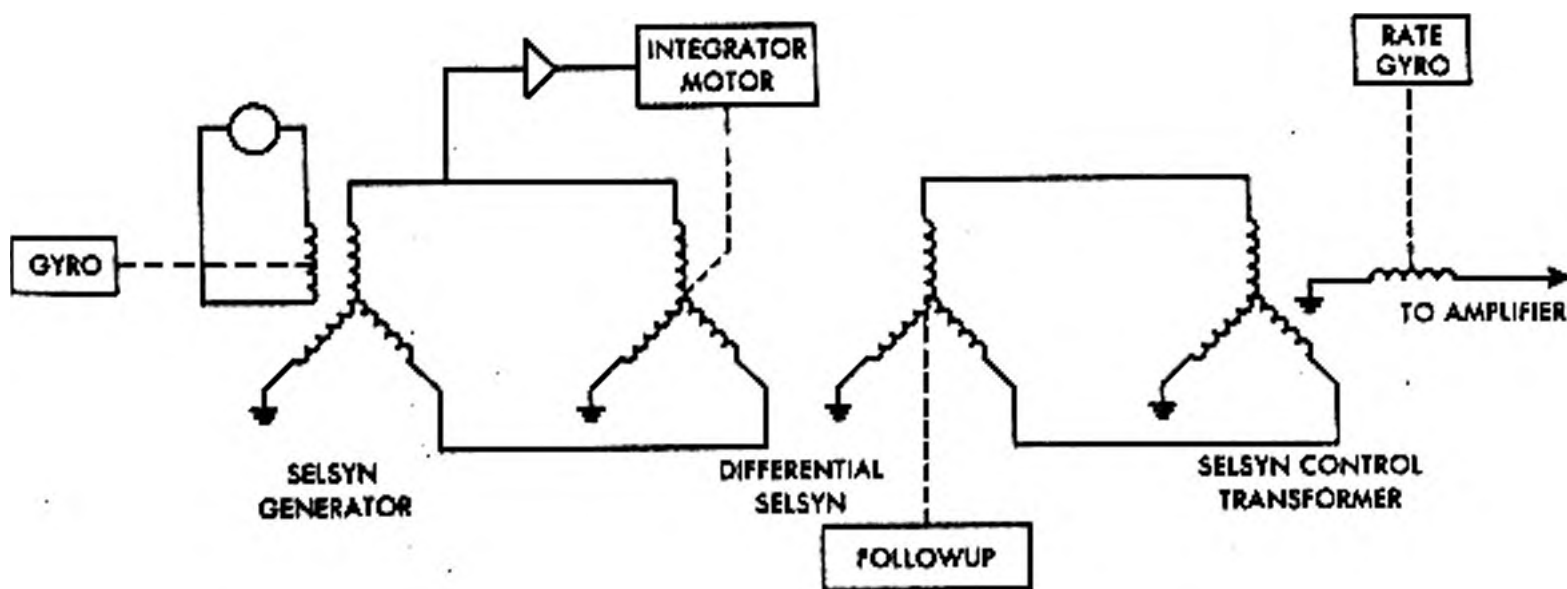 INTEGRATOR
MOTOR
RATE
GYRO
GYRO
TO AMPLIFIER
SELSYN
GENERATOR
DIFFERENTIAL
SELSYN
SELSYN CONTROL
TRANSFORMER
FOLLOWUP